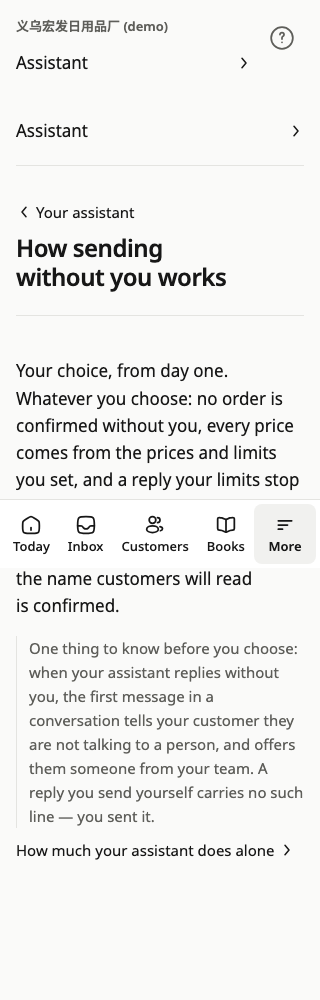 义乌宏发日用品厂 (demo)
Assistant
Assistant
Your assistant
How sending
without you works
Your choice, from day one.
Whatever you choose: no order is
confirmed without you, every price
comes from the prices and limits
you set, and a reply your limits stop
Today Inbox Customers Books More
the name customers will read
is confirmed.
One thing to know before you choose:
when your assistant replies without
you, the first message in a
conversation tells your customer they
are not talking to a person, and offers
them someone from your team. A
reply you send yourself carries no such
line — you sent it.
How much your assistant does alone